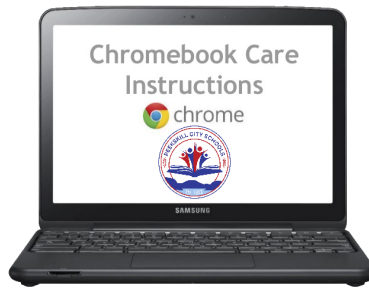 Chromebook Care
Instructions
chrome
PEEKSKILL CITY SCHOOLS
SAMSUNG